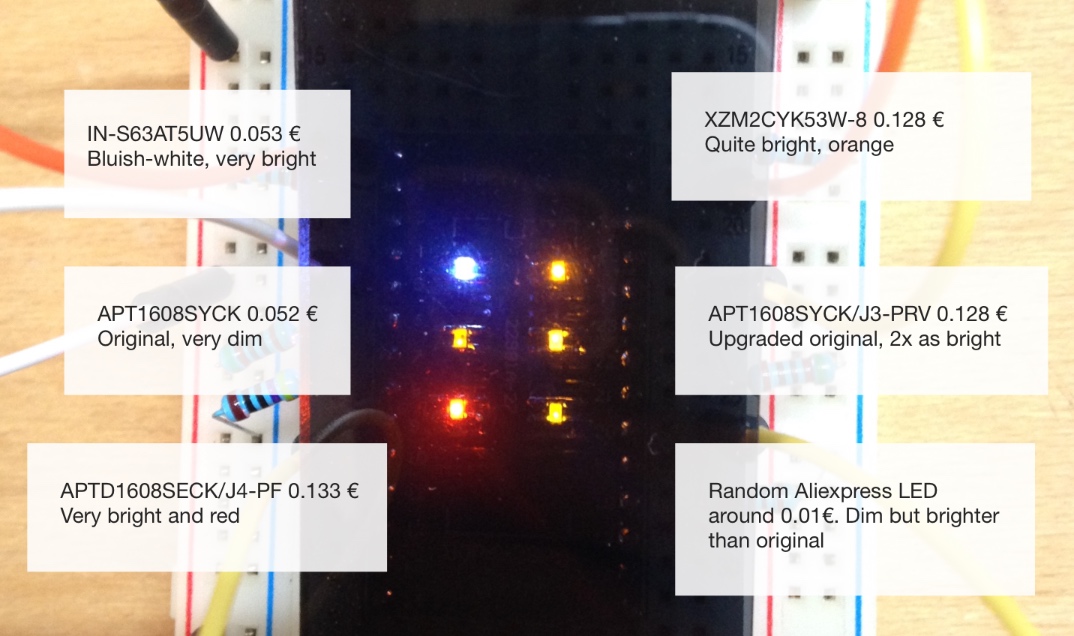 15
15
IN-S63AT5UW 0.053 €
Bluish-white, very bright
XZM2CYK53W-8 0.128 €
Quite bright, orange
APT1608SYCK 0.052 €
Original, very dim
APT1608SYCK/J3-PRV 0.128 €
Upgraded original, 2x as bright
APTD1608SECK/J4-PF 0.133 €
Very bright and red
Random Aliexpress LED
around 0.01€. Dim but brighter
than original